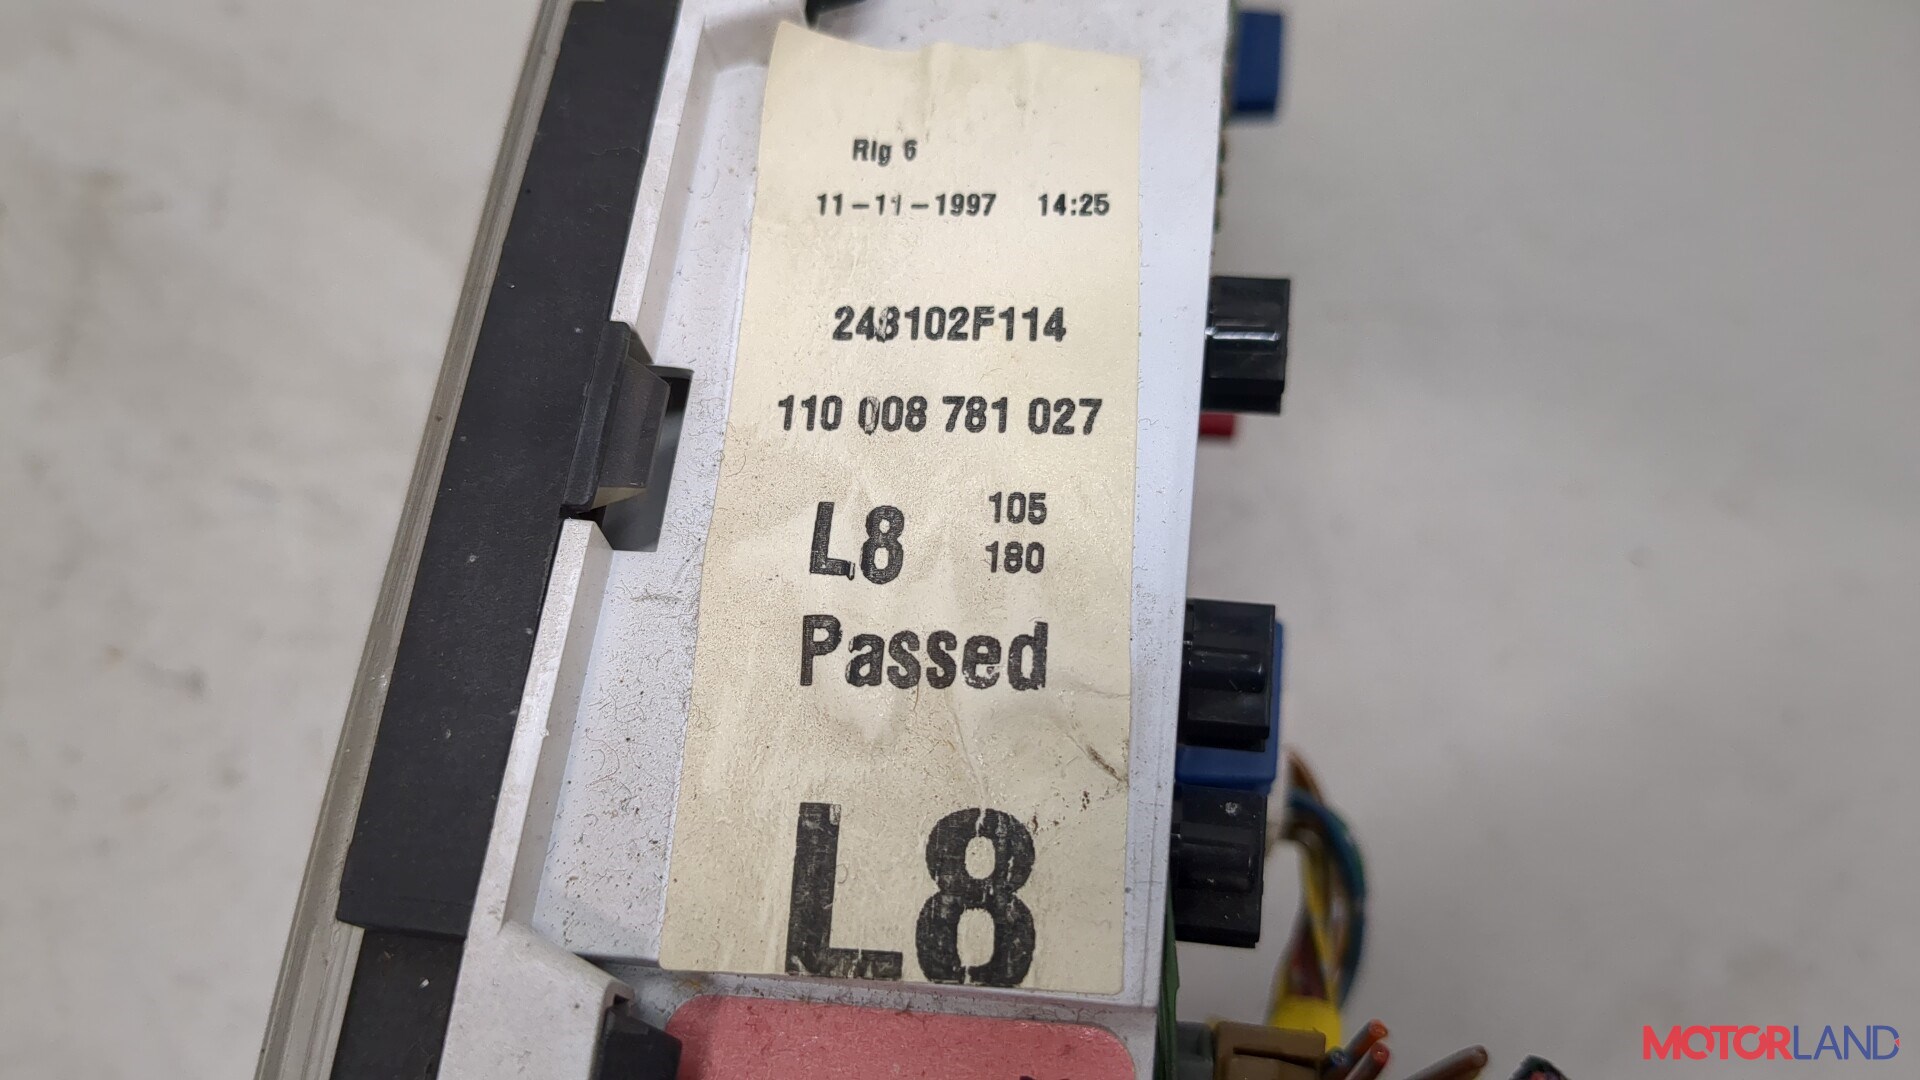 Rig 6
11-11-1997 14:25
248102F114
110 008 781 027
L8 105
180
Passed
L8
MOTORLAND